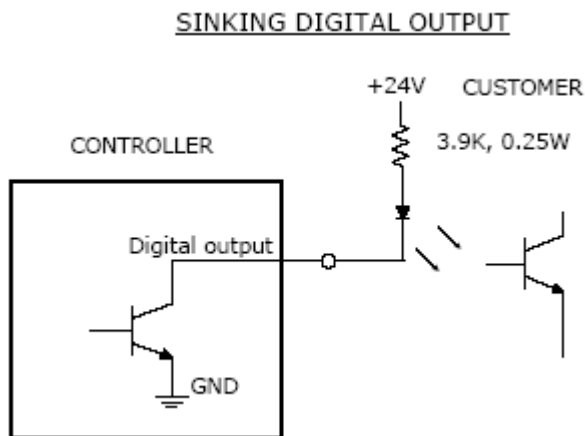 SINKING DIGITAL OUTPUT
+24V
CUSTOMER
3.9K, 0.25W
CONTROLLER
Digital output
GND